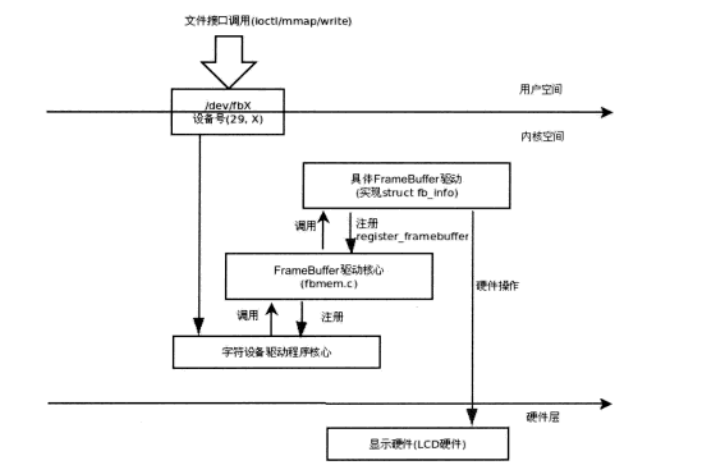 文件接口调用(ioctl/mmap/write)
/dev/fbX
设备号(29, X)
用户空间
内核空间
具体FrameBuffer驱动
(实现struct fb_info)
调用
注册
register_framebuffer
FrameBuffer驱动核心
(fbmem.c)
硬件操作
调用
注册
字符设备驱动程序核心
硬件层
显示硬件(LCD硬件)